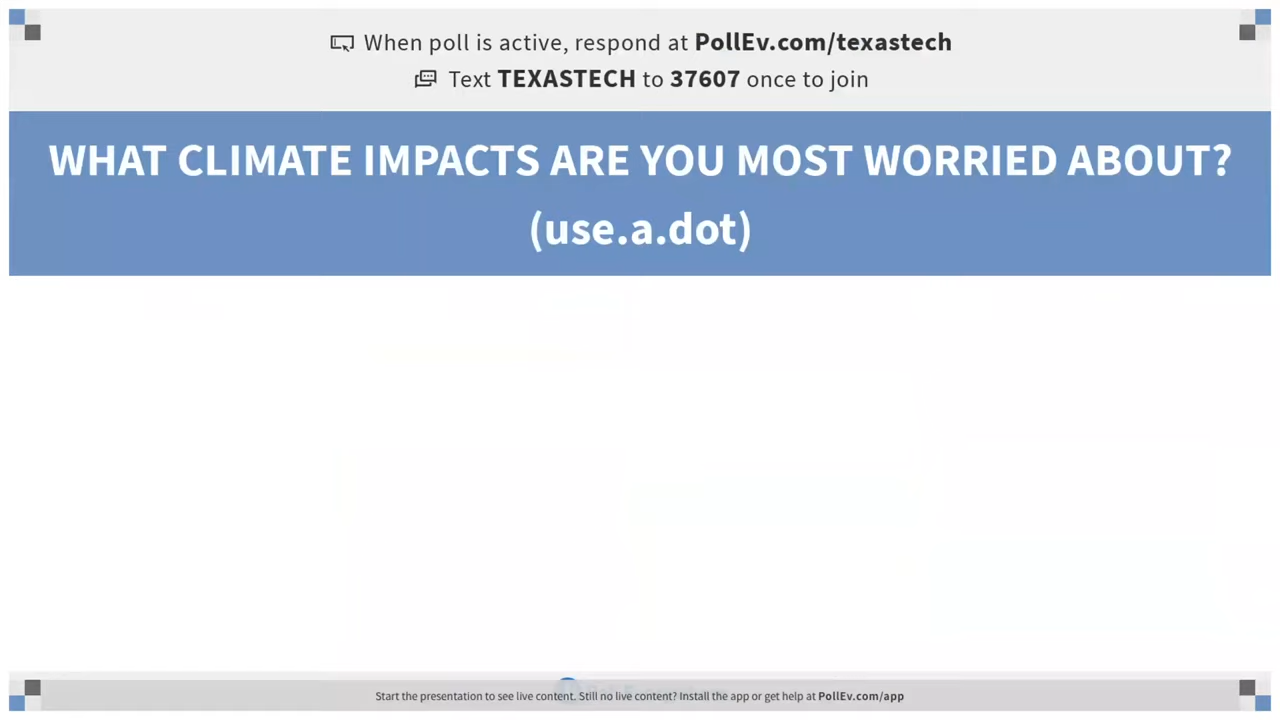 When poll is active, respond at PollEv.com/texastech
Text TEXASTECH to 37607 once to join
WHAT CLIMATE IMPACTS ARE YOU MOST WORRIED ABOUT?
(use.a.dot)
Start the presentation to see live content. Still no live content? Install the app or get help at PollEv.com/app